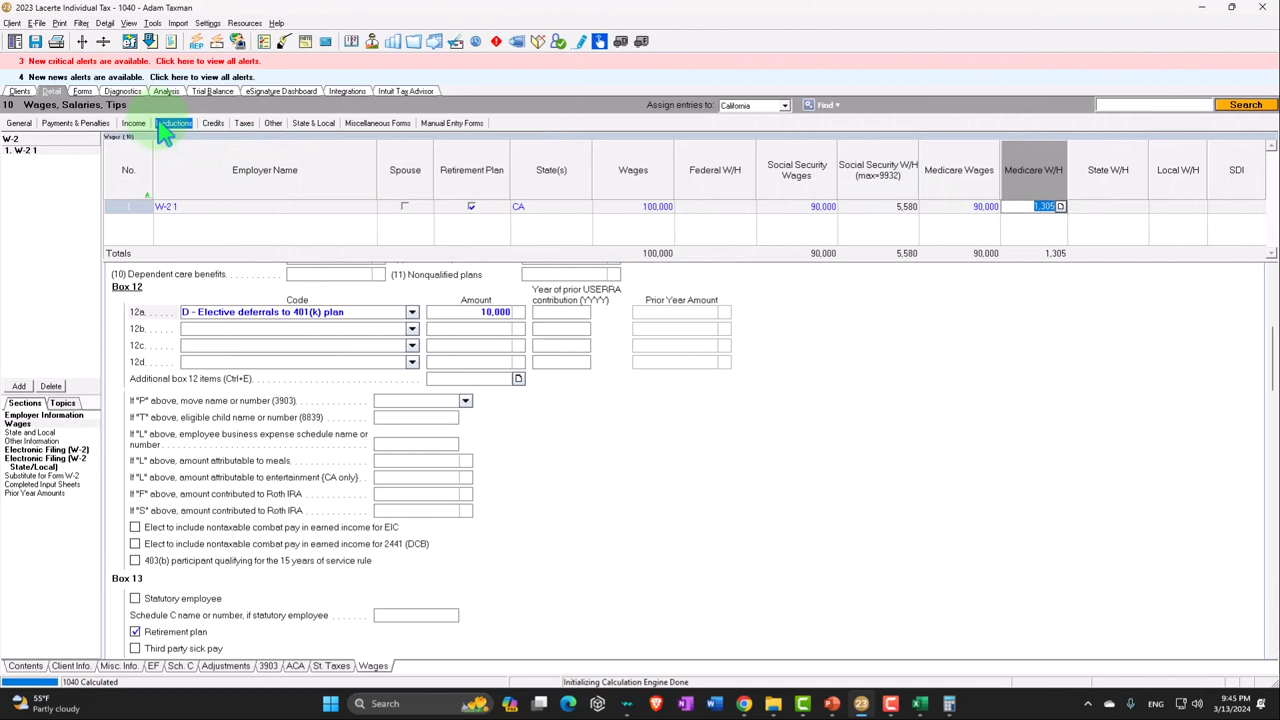 2023 Lacerte Individual Tax - 1040 - Adam Taxman
Client E-File Print Filter Detail View Tools Import Settings Resources Help
3 New critical alerts are available. Click here to view all alerts.
4 New news alerts are available. Click here to view all alerts.
Clients Detail Forms Diagnostics Analysis Trial Balance eSignature Dashboard Integrations Intuit Tax Advisor
10 Wages, Salaries, Tips Assign entries to: California Find Search
General Payments & Penalties Income Deductions Credits Taxes Other State & Local Miscellaneous Forms Manual Entry Forms
W-2
1. W-2 1
Wages (10)
No. Employer Name Spouse Retirement Plan State(s) Wages Federal W/H Social Security Wages Social Security W/H (max=9932) Medicare Wages Medicare W/H State W/H Local W/H SDI
1 W-2 1 CA 100,000 90,000 5,580 90,000 1,305
Totals 100,000 90,000 5,580 90,000 1,305
(10) Dependent care benefits (11) Nonqualified plans
Box 12
Code Amount Year of prior USERRA contribution (YYYY) Prior Year Amount
12a D - Elective deferrals to 401(k) plan 10,000
12b
12c
12d
Additional box 12 items (Ctrl+E)
If "P" above, move name or number (3903)
If "T" above, eligible child name or number (8839)
If "L" above, employee business expense schedule name or
number
If "L" above, amount attributable to meals
If "L" above, amount attributable to entertainment {CA only}
If "F" above, amount contributed to Roth IRA
If "S" above, amount contributed to Roth IRA
Elect to include nontaxable combat pay in earned income for EIC
Elect to include nontaxable combat pay in earned income for 2441 (DCB)
403(b) participant qualifying for the 15 years of service rule
Box 13
Statutory employee
Schedule C name or number, if statutory employee
Retirement plan
Third party sick pay
Add Delete
Sections Topics
Employer Information
Wages
State and Local
Other Information
Electronic Filing (W-2)
Electronic Filing (W-2
State/Local)
Substitute for Form W-2
Completed Input Sheets
Prior Year Amounts
Contents Client Info. Misc. Info. EF Sch. C Adjustments 3903 ACA St. Taxes Wages
1040 Calculated Initializing Calculation Engine Done
55°F
Partly cloudy
Search
23
ENG
9:45 PM
3/13/2024